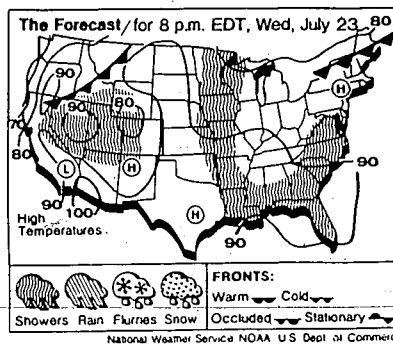 The Forecast / for 8 p.m. EDT, Wed, July 23
80
90
90
80
70
80
L
H
H
H
90
90
100
90
High
Temperatures
Showers Rain Flurries Snow
FRONTS:
Warm Cold
Occluded Stationary
National Weather Service NOAA U S Dept of Commerce